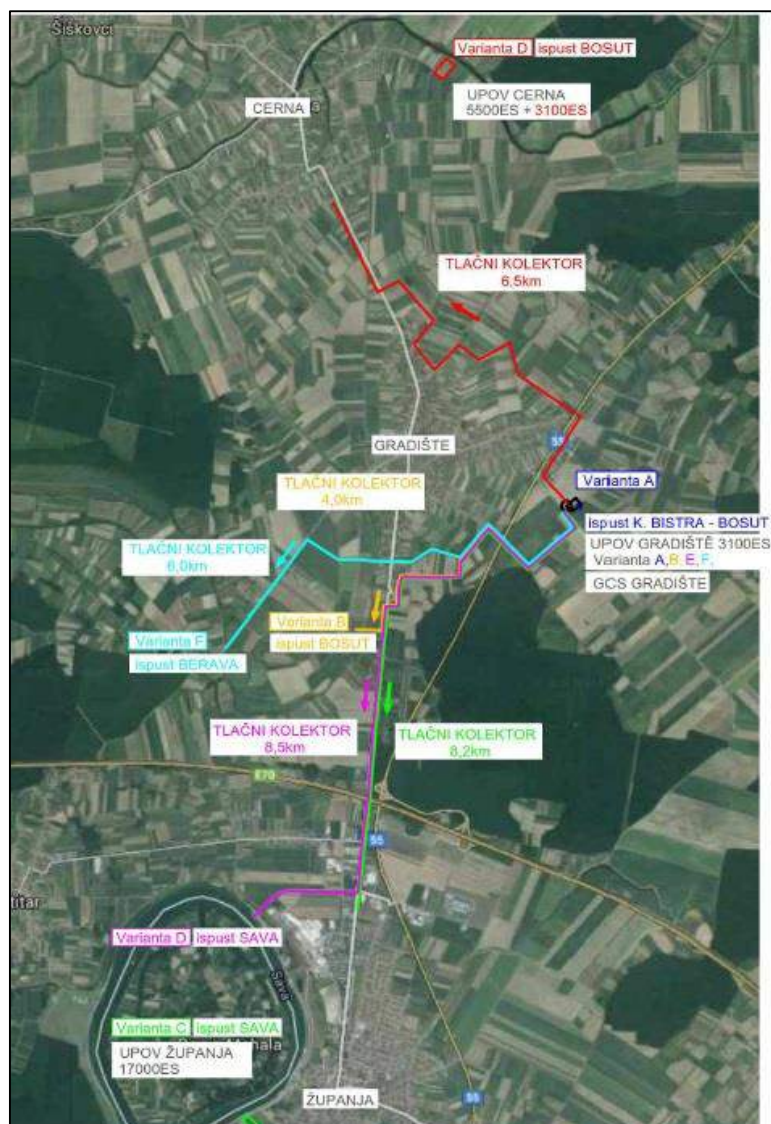 Šiškovci
Varianta D ispust BOSUT
UPOV CERNA
5500ES + 3100ES
CERNA
TLAČNI KOLEKTOR
6,5km
55
GRADIŠTE
Varianta A
TLAČNI KOLEKTOR
4,0km
ispust K. BISTRA - BOSUT
UPOV GRADIŠTE 3100ES
Varianta A,B,E,F,
GCS GRADIŠTE
TLAČNI KOLEKTOR
6,0km
Varianta B
ispust BOSUT
Varianta F
ispust BERAVA
TLAČNI KOLEKTOR
8,5km
TLAČNI KOLEKTOR
8,2km
E70
55
titar
Varianta D ispust SAVA
Sava
Varianta C ispust SAVA
UPOV ŽUPANJA
17000ES
ŽUPANJA
55